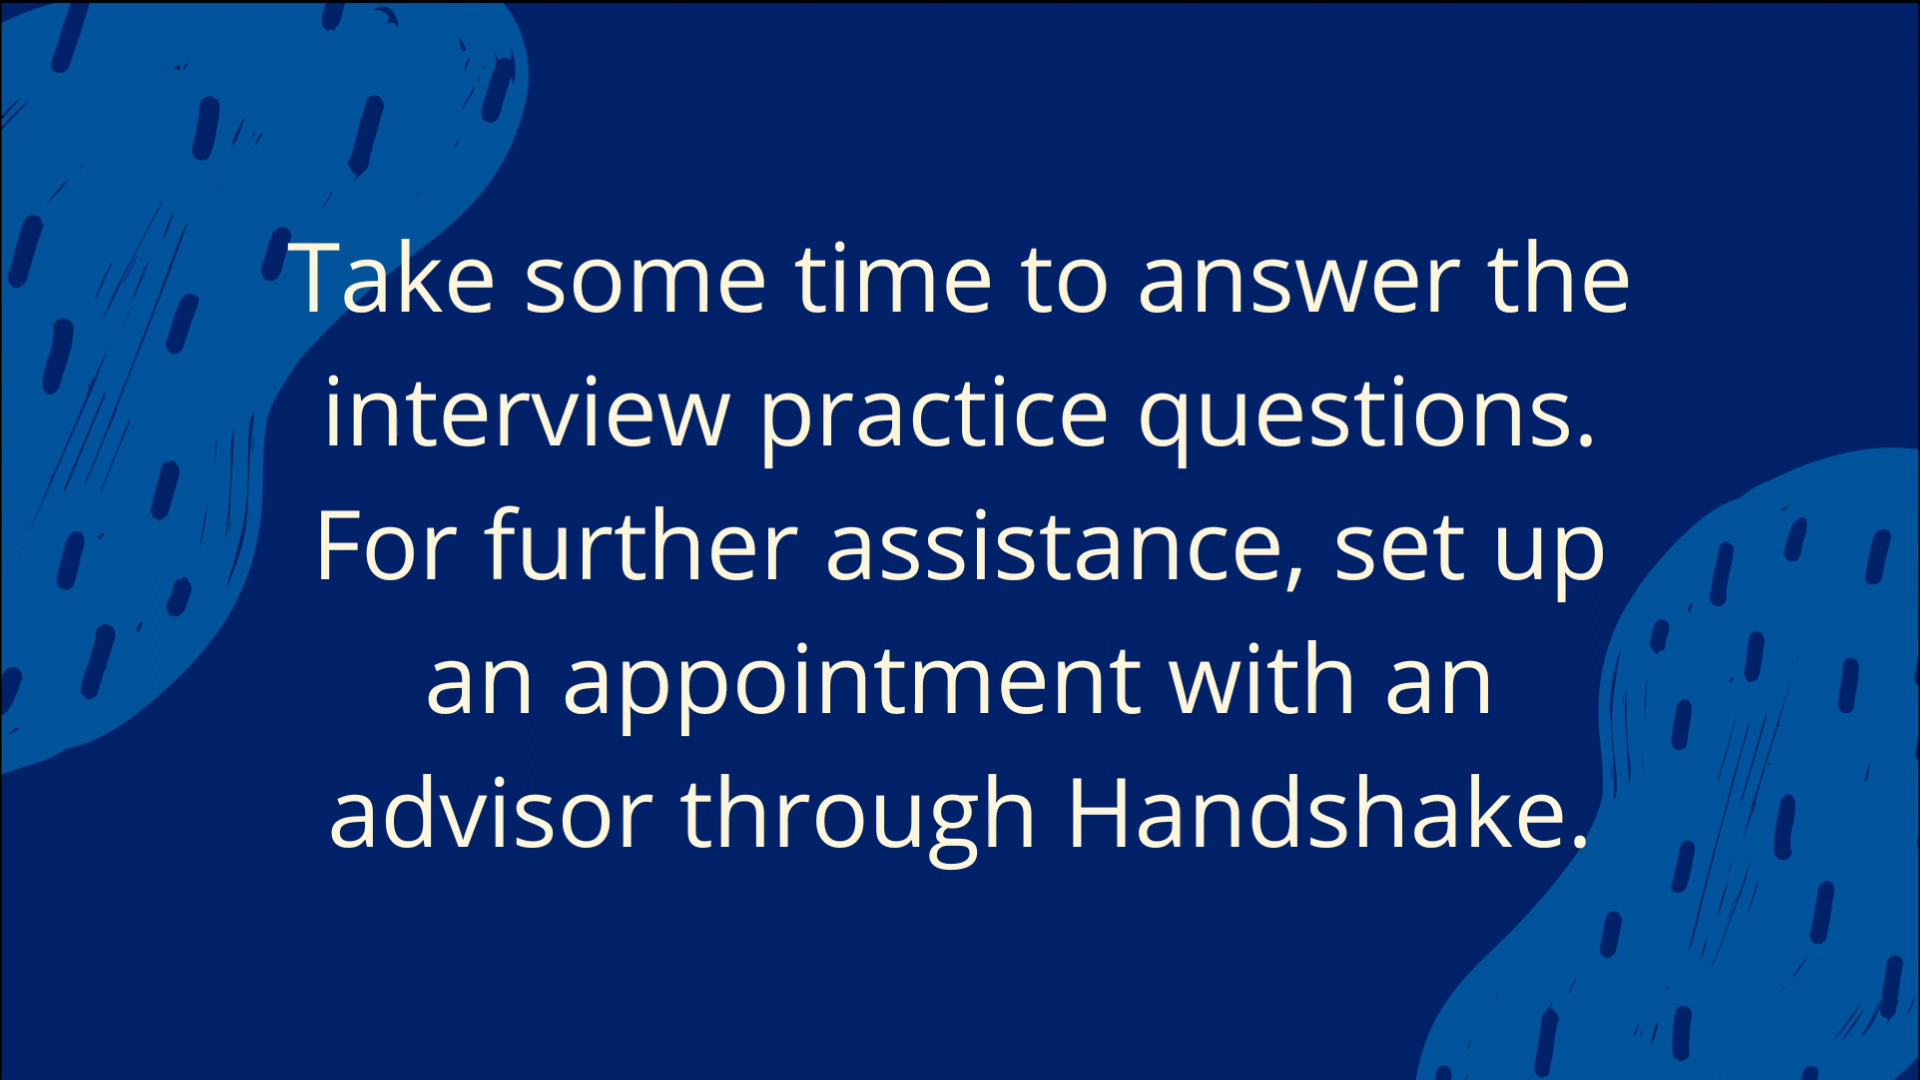 Take some time to answer the
interview practice questions.
For further assistance, set up
an appointment with an
advisor through Handshake.